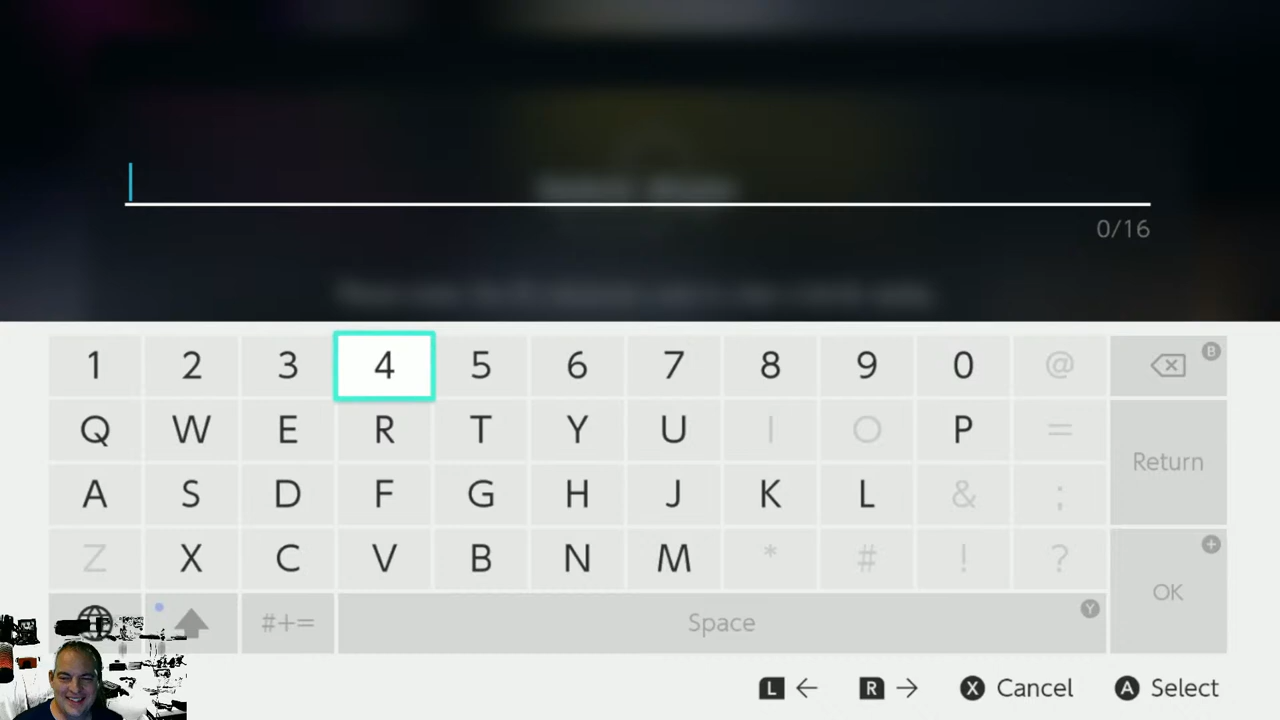 0/16
1 2 3 4 5 6 7 8 9 0 @ B
Q W E R T Y U I O P = Return
A S D F G H J K L & ;
Z X C V B N M * # ! ? + OK
#+= Space Y
L ← R → X Cancel A Select